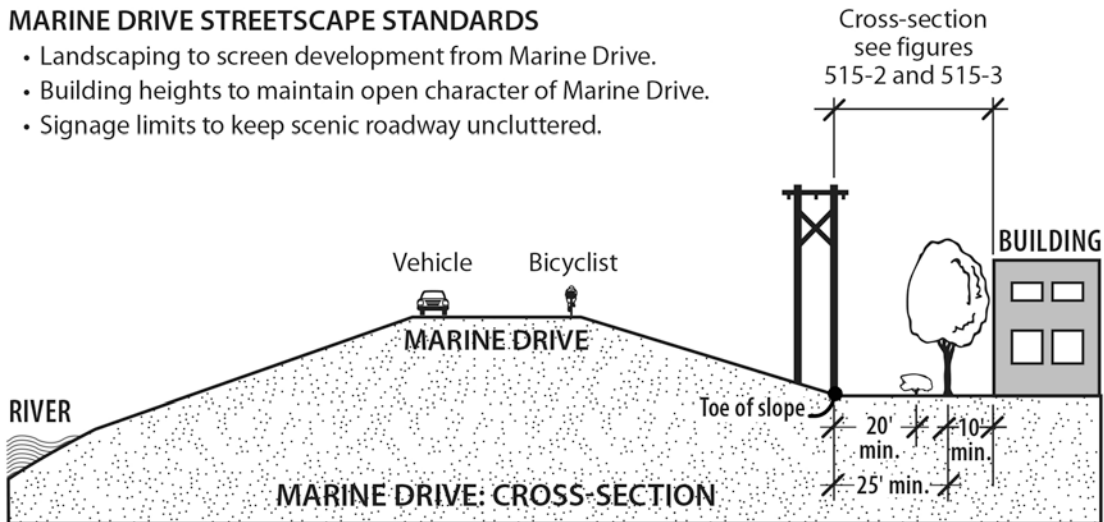 MARINE DRIVE STREETSCAPE STANDARDS
• Landscaping to screen development from Marine Drive.
• Building heights to maintain open character of Marine Drive.
• Signage limits to keep scenic roadway uncluttered.
Cross-section
see figures
515-2 and 515-3
BUILDING
Vehicle
Bicyclist
MARINE DRIVE
RIVER
Toe of slope
20'
min.
10'
min.
25' min.
MARINE DRIVE: CROSS-SECTION